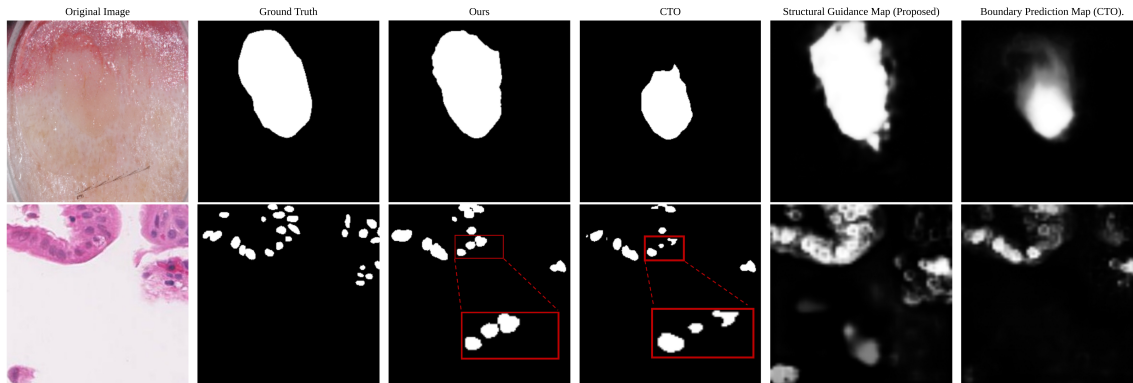 Original Image
Ground Truth
Ours
CTO
Structural Guidance Map (Proposed)
Boundary Prediction Map (CTO).